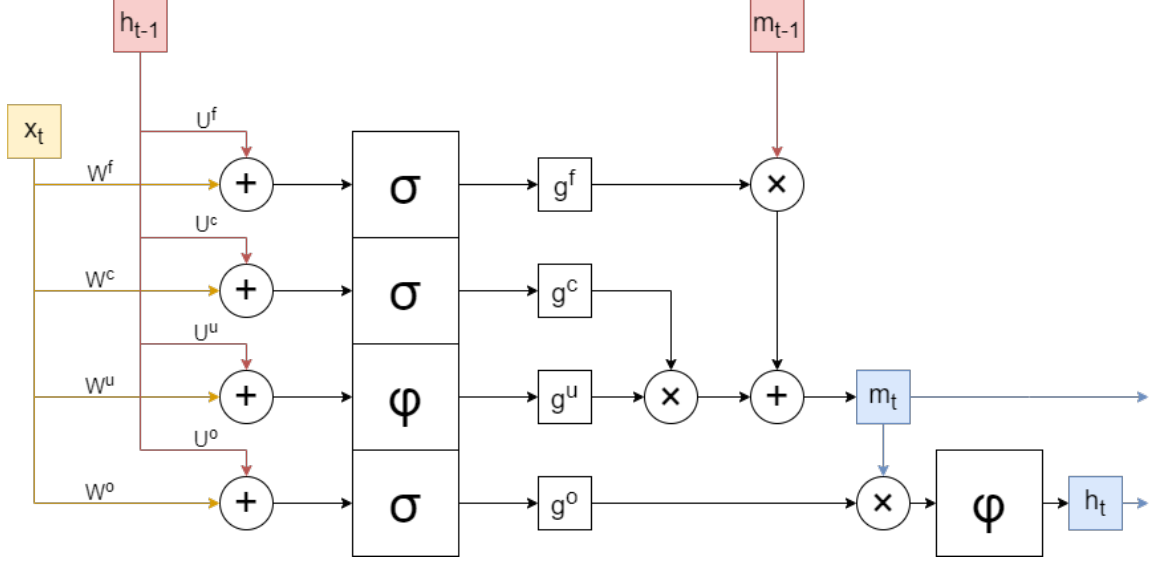 h_{t-1}
m_{t-1}
x_t
U^f
W^f
+
σ
g^f
×
U^c
W^c
+
σ
g^c
U^u
W^u
+
φ
g^u
×
+
m_t
U^o
W^o
+
σ
g^o
×
φ
h_t